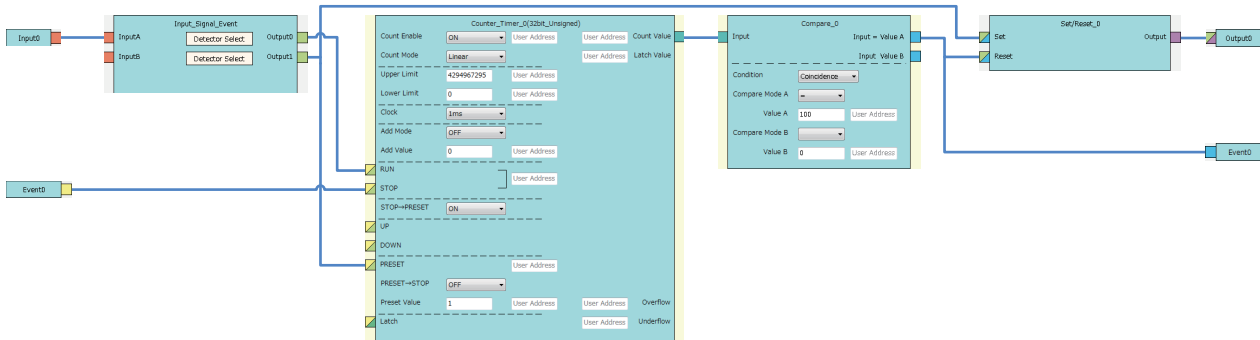 Input0
Input_Signal_Event
InputA Detector Select Output0
InputB Detector Select Output1
Event0
Counter_Timer_0(32bit_Unsigned)
Count Enable ON User Address User Address Count Value
Count Mode Linear User Address Latch Value
Upper Limit 4294967295 User Address
Lower Limit 0 User Address
Clock 1ms
Add Mode OFF
Add Value 0 User Address
RUN
User Address
STOP
STOP→PRESET ON
UP
DOWN
PRESET User Address
PRESET→STOP OFF
Preset Value 1 User Address User Address Overflow
Latch User Address Underflow
Compare_0
Input Input = Value A
Input Value B
Condition Coincidence
Compare Mode A =
Value A 100 User Address
Compare Mode B
Value B 0 User Address
Set/Reset_0
Set Output
Reset
Output0
Event0